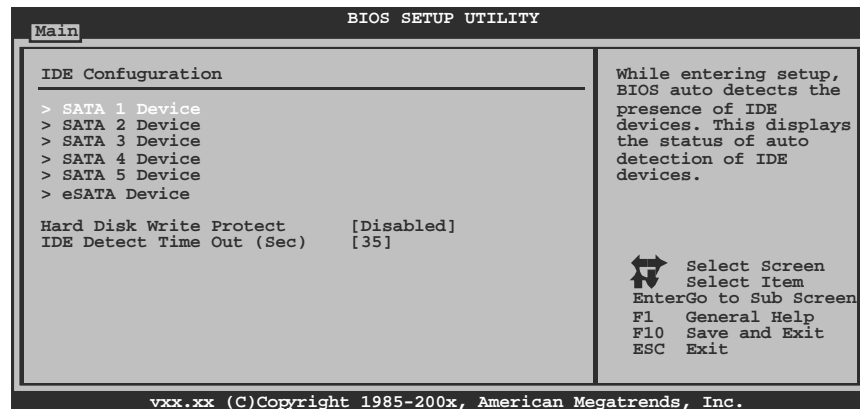 BIOS SETUP UTILITY
Main
IDE Confuguration
> SATA 1 Device
> SATA 2 Device
> SATA 3 Device
> SATA 4 Device
> SATA 5 Device
> eSATA Device
Hard Disk Write Protect [Disabled]
IDE Detect Time Out (Sec) [35]
While entering setup,
BIOS auto detects the
presence of IDE
devices. This displays
the status of auto
detection of IDE
devices.
Select Screen
Select Item
EnterGo to Sub Screen
F1 General Help
F10 Save and Exit
ESC Exit
vxx.xx (C)Copyright 1985-200x, American Megatrends, Inc.